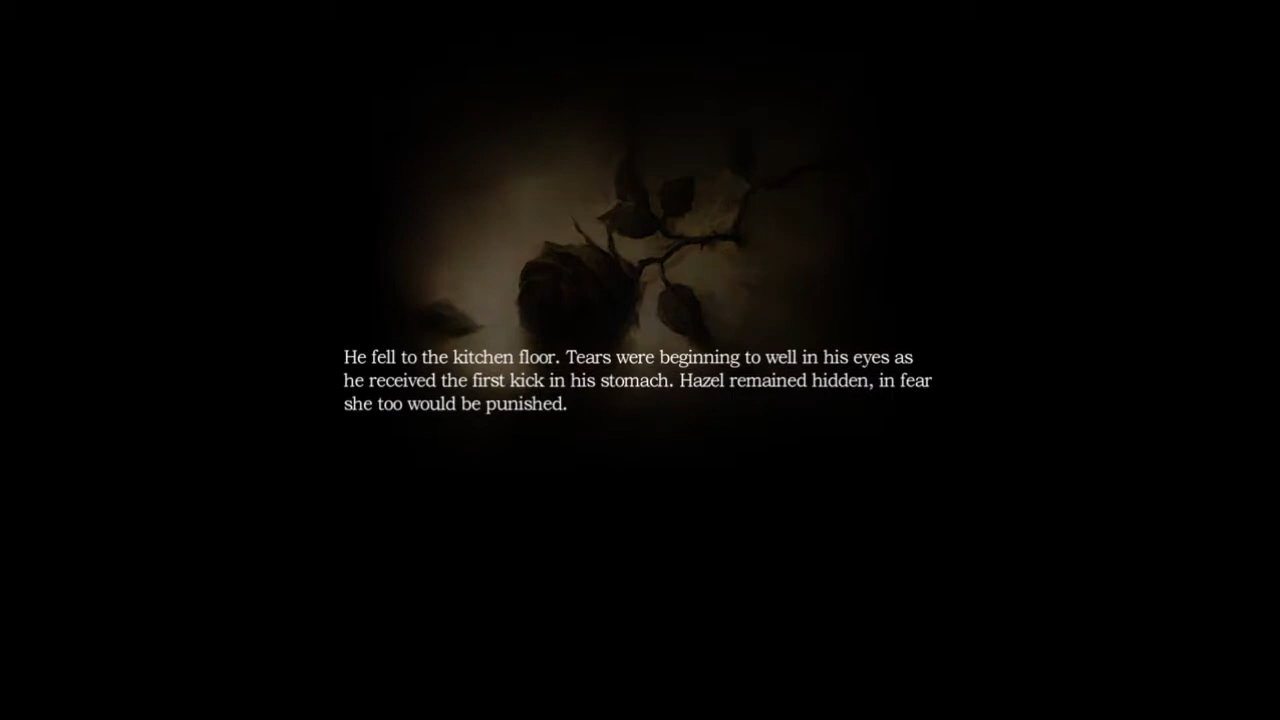 He fell to the kitchen floor. Tears were beginning to well in his eyes as
he received the first kick in his stomach. Hazel remained hidden, in fear
she too would be punished.